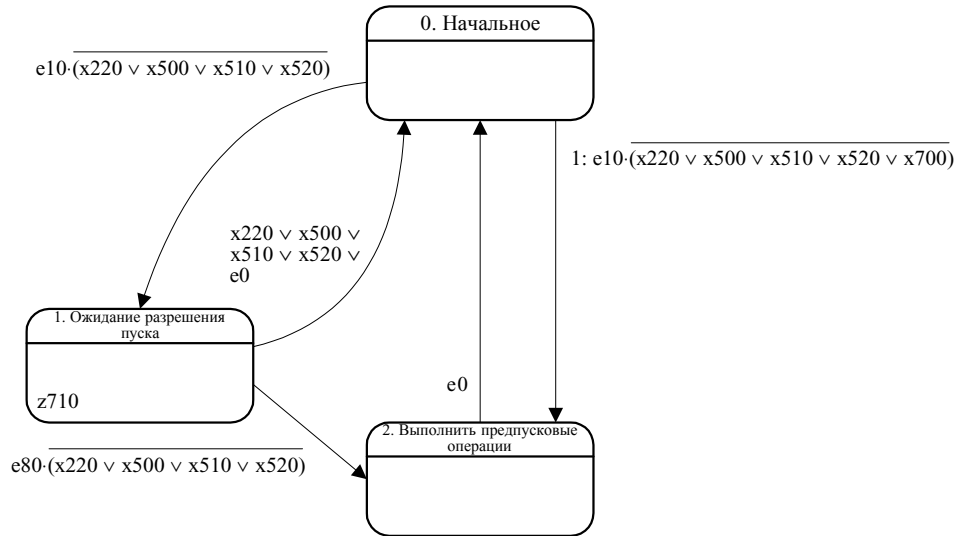 0. Начальное
e10·(x220 ∨ x500 ∨ x510 ∨ x520)
1: e10·(x220 ∨ x500 ∨ x510 ∨ x520 ∨ x700)
x220 ∨ x500 ∨
x510 ∨ x520 ∨
e0
1. Ожидание разрешения
пуска
z710
e0
2. Выполнить предпусковые
операции
e80·(x220 ∨ x500 ∨ x510 ∨ x520)